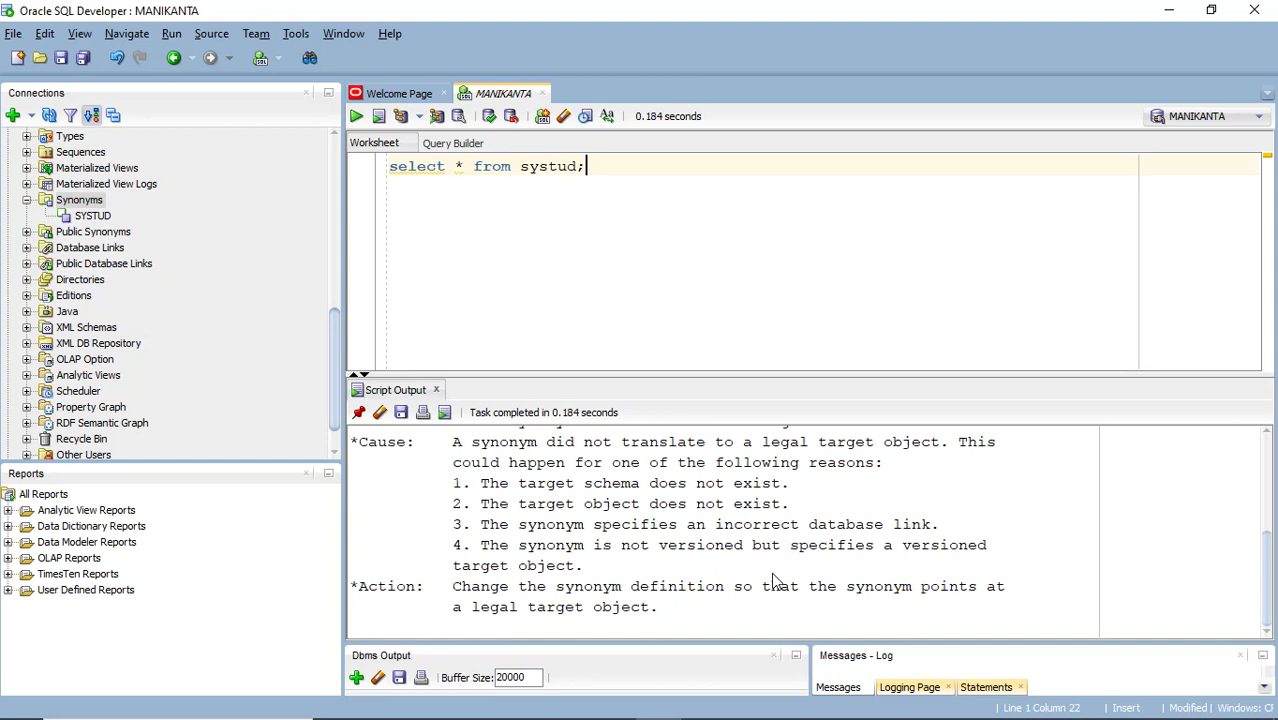 Oracle SQL Developer : MANIKANTA
File Edit View Navigate Run Source Team Tools Window Help
Connections
Types
Sequences
Materialized Views
Materialized View Logs
Synonyms
SYSTUD
Public Synonyms
Database Links
Public Database Links
Directories
Editions
Java
XML Schemas
XML DB Repository
OLAP Option
Analytic Views
Scheduler
Property Graph
RDF Semantic Graph
Recycle Bin
Other Users
Reports
All Reports
Analytic View Reports
Data Dictionary Reports
Data Modeler Reports
OLAP Reports
TimesTen Reports
User Defined Reports
Welcome Page
MANIKANTA
0.184 seconds
MANIKANTA
Worksheet Query Builder
select * from systud;
Script Output
Task completed in 0.184 seconds
*Cause: A synonym did not translate to a legal target object. This
could happen for one of the following reasons:
1. The target schema does not exist.
2. The target object does not exist.
3. The synonym specifies an incorrect database link.
4. The synonym is not versioned but specifies a versioned
target object.
*Action: Change the synonym definition so that the synonym points at
a legal target object.
Dbms Output
Buffer Size: 20000
Messages - Log
Messages Logging Page Statements
Line 1 Column 22 Insert Modified Windows: CF